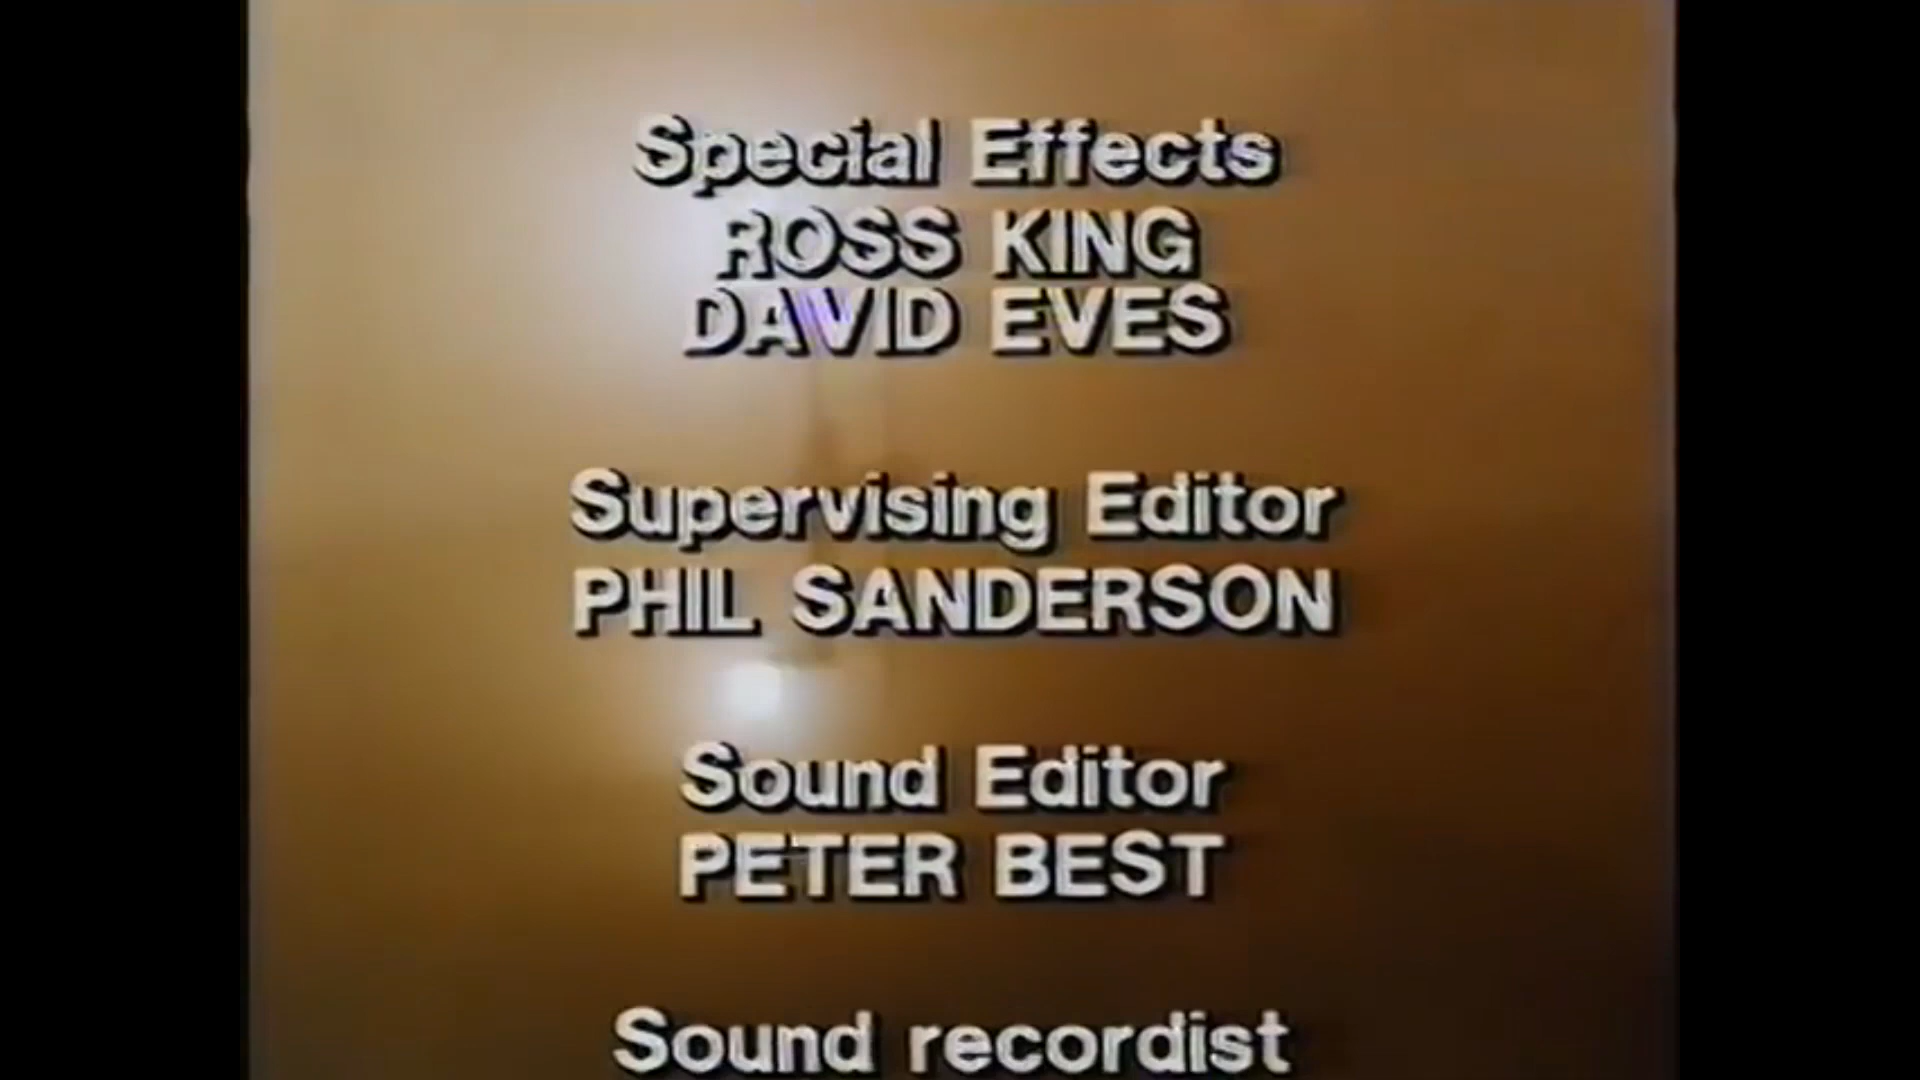 Special Effects
ROSS KING
DAVID EVES
Supervising Editor
PHIL SANDERSON
Sound Editor
PETER BEST
Sound recordist